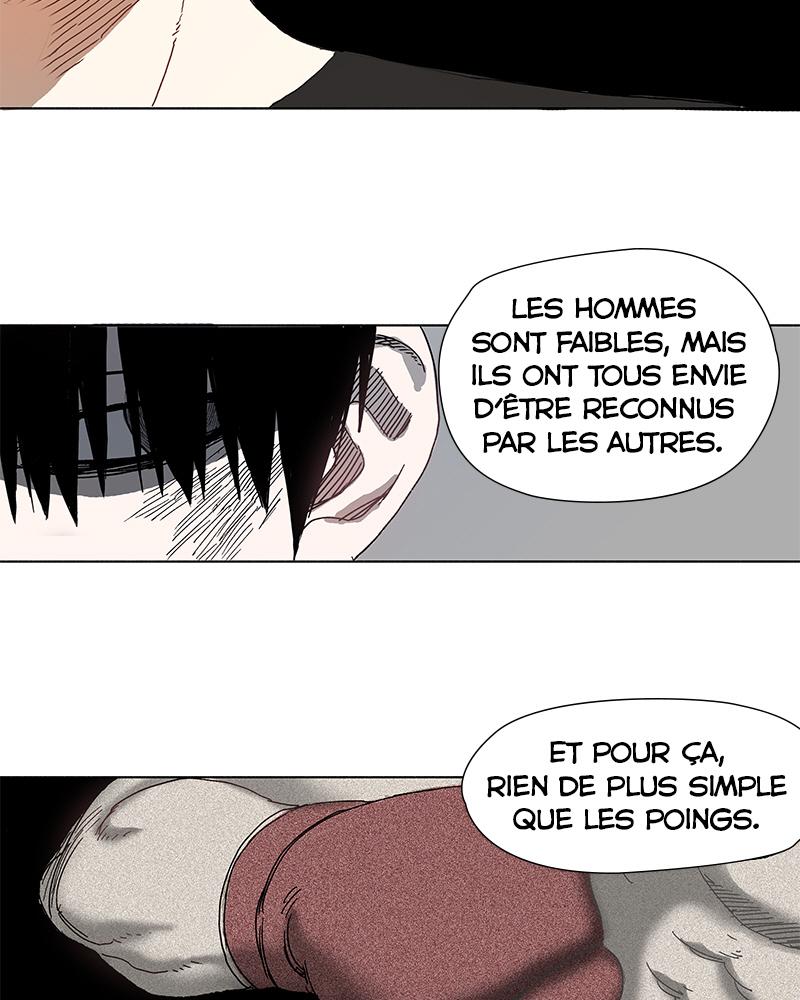 LES HOMMES
SONT FAIBLES, MAIS
ILS ONT TOUS ENVIE
D'ÊTRE RECONNUS
PAR LES AUTRES.
ET POUR ÇA,
RIEN DE PLUS SIMPLE
QUE LES POINGS.